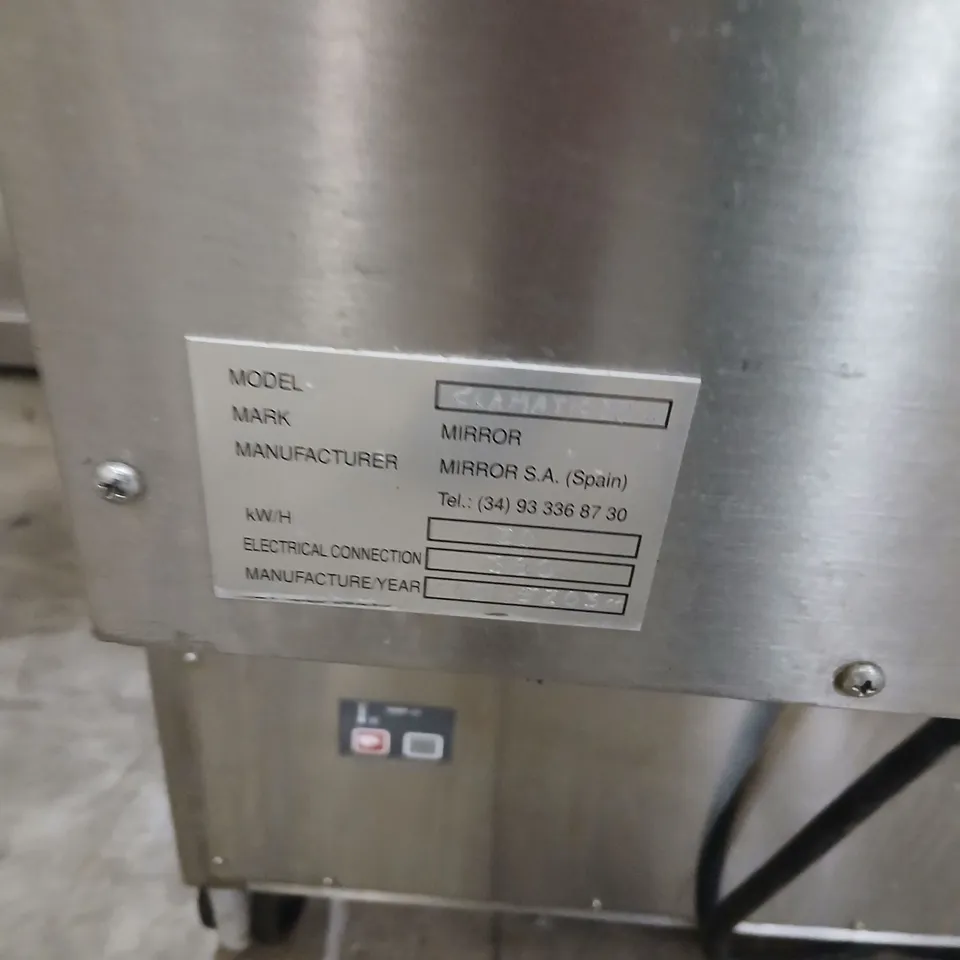 MODEL
MARK MIRROR
MANUFACTURER MIRROR S.A. (Spain)
Tel.: (34) 93 336 87 30
kW/H
ELECTRICAL CONNECTION
MANUFACTURE/YEAR